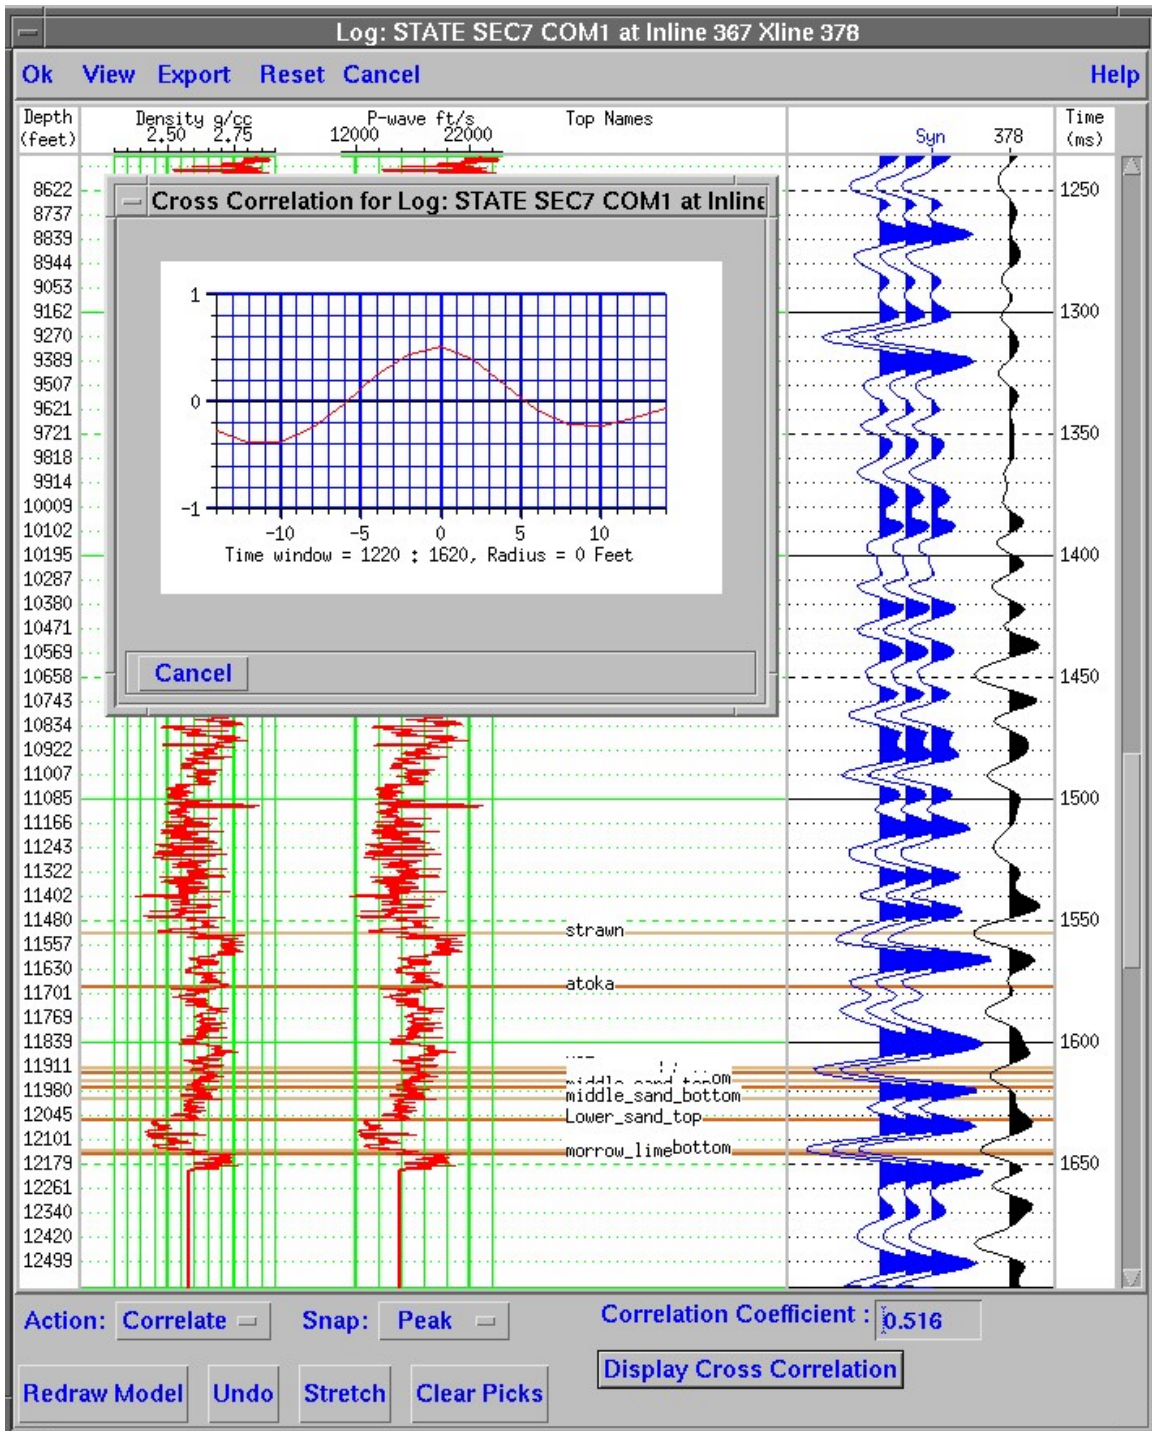 Log: STATE SEC7 COM1 at Inline 367 Xline 378
Ok View Export Reset Cancel Help
Depth (feet)
Density g/cc
2.50 2.75
P-wave ft/s
12000 22000
Top Names
Syn 378
Time (ms)
8622 1250
8737
8839
8944
9053
9162 1300
9270
9389
9507
9621
9721 1350
9818
9914
10009
10102
10195 1400
10287
10380
10471
10569
10658 1450
10745
10834
10922
11007
11085 1500
11166
11243
11322
11402
11480 1550
11557
11630
11701
11769
11839 1600
11911
11980
12045
12101
12179 1650
12261
12340
12420
12499
Cross Correlation for Log: STATE SEC7 COM1 at Inline
1
0
-1
-10 -5 0 5 10
Time window = 1220 : 1620, Radius = 0 Feet
Cancel
strawn
atoka
om
middle_sand_top
middle_sand_bottom
Lower_sand_top
morrow_lime bottom
Action: Correlate Snap: Peak Correlation Coefficient : 0.516
Display Cross Correlation
Redraw Model Undo Stretch Clear Picks